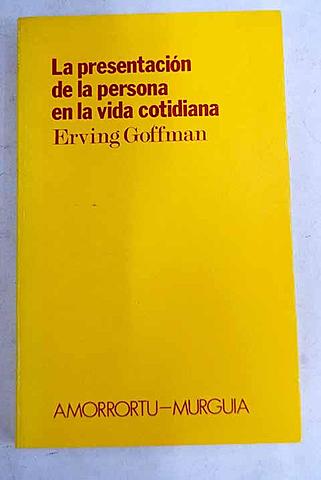 La presentación
de la persona
en la vida cotidiana
Erving Goffman
AMORRORTU–MURGUIA